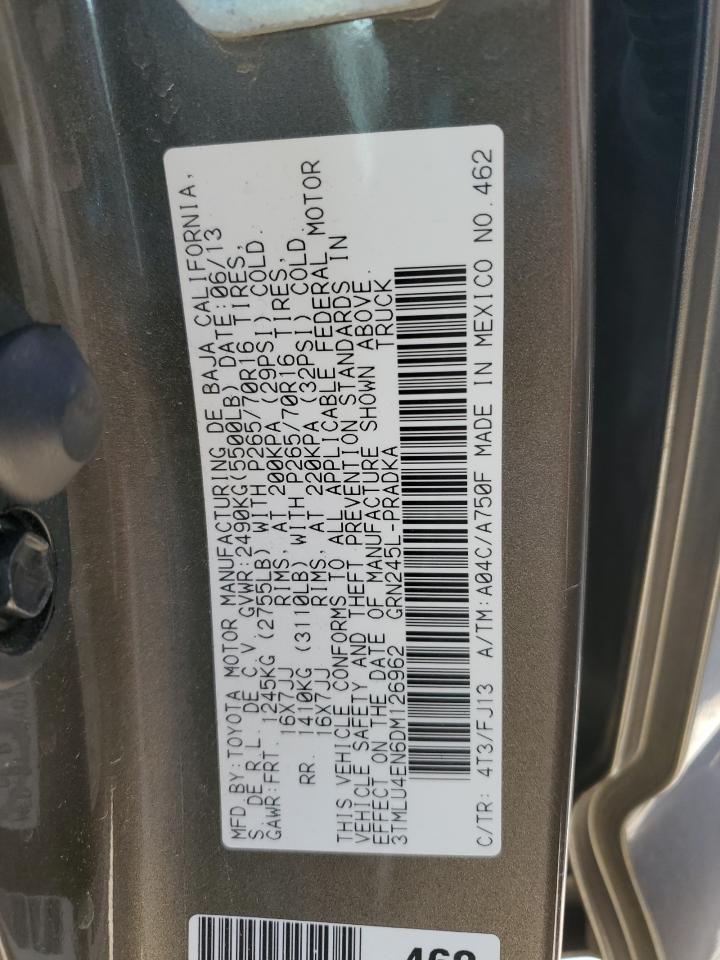 MFD.BY:TOYOTA MOTOR MANUFACTURING DE BAJA CALIFORNIA,
S. DE R.L. DE C.V. GVWR:2490KG(5500LB) DATE:06/13
GAWR:FRT. 1245KG (2755LB) WITH P265/70R16 TIRES,
16X7JJ RIMS, AT 200KPA (29PSI) COLD.
RR. 1410KG (3110LB) WITH P265/70R16 TIRES,
16X7JJ RIMS, AT 220KPA (32PSI) COLD.
THIS VEHICLE CONFORMS TO ALL APPLICABLE FEDERAL MOTOR
VEHICLE SAFETY AND THEFT PREVENTION STANDARDS IN
EFFECT ON THE DATE OF MANUFACTURE SHOWN ABOVE.
3TMLU4EN6DM126962 GRN245L-PRADKA TRUCK
C/TR: 4T3/FJ13 A/TM:A04C/A750F MADE IN MEXICO NO.462